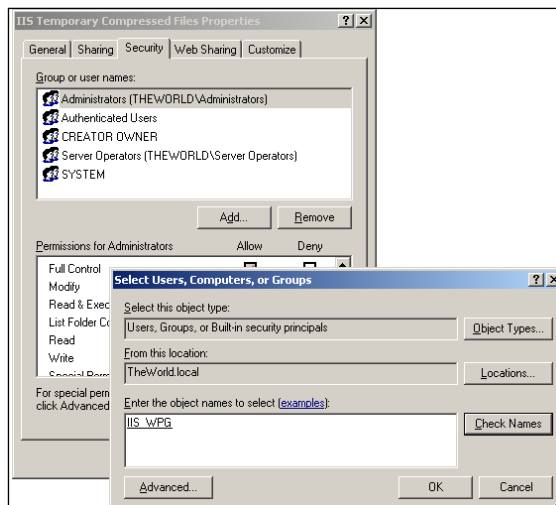 IIS Temporary Compressed Files Properties
General Sharing Security Web Sharing Customize
Group or user names:
Administrators (THEWORLD\Administrators)
Authenticated Users
CREATOR OWNER
Server Operators (THEWORLD\Server Operators)
SYSTEM
Add... Remove
Permissions for Administrators Allow Deny
Full Control
Modify
Read & Exec
List Folder Co
Read
Write
For special perm
click Advanced
Select Users, Computers, or Groups
Select this object type:
Users, Groups, or Built-in security principals
Object Types...
From this location:
TheWorld.local
Locations...
Enter the object names to select (examples):
IIS_WPG
Check Names
Advanced...
OK
Cancel